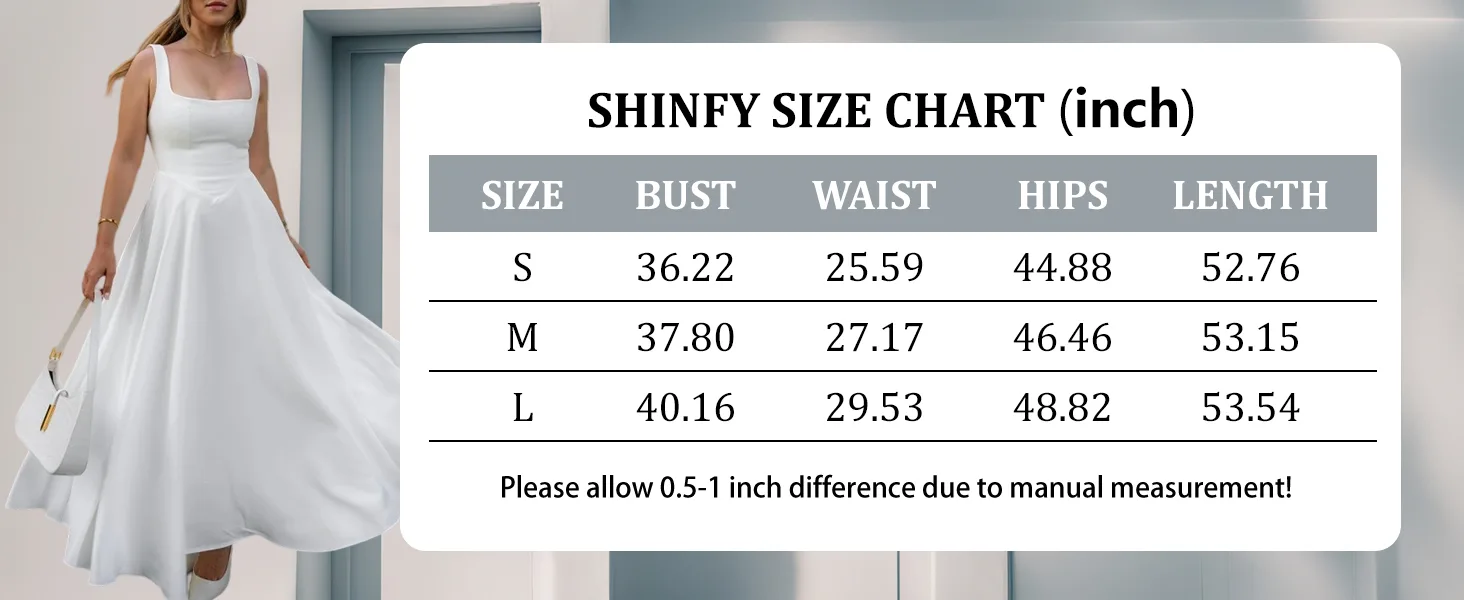 SHINFY SIZE CHART (inch)
SIZE BUST WAIST HIPS LENGTH
S 36.22 25.59 44.88 52.76
M 37.80 27.17 46.46 53.15
L 40.16 29.53 48.82 53.54
Please allow 0.5-1 inch difference due to manual measurement!